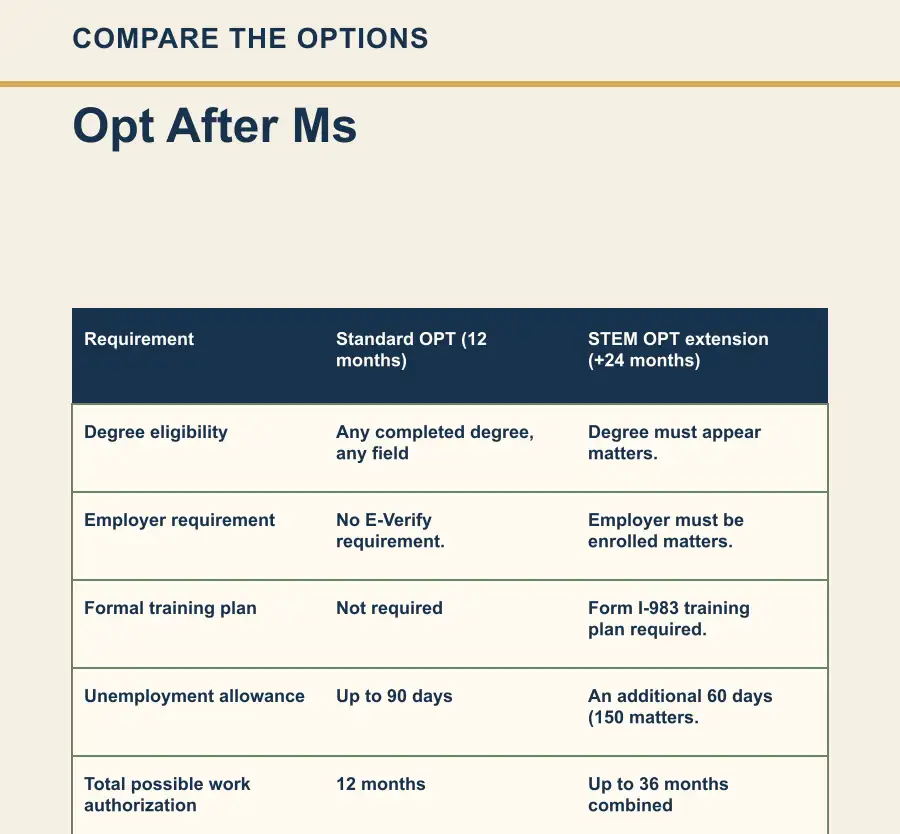 COMPARE THE OPTIONS
Opt After Ms
Requirement
Standard OPT (12
months)
STEM OPT extension
(+24 months)
Degree eligibility
Any completed degree,
any field
Degree must appear
matters.
Employer requirement
No E-Verify
requirement.
Employer must be
enrolled matters.
Formal training plan
Not required
Form I-983 training
plan required.
Unemployment allowance
Up to 90 days
An additional 60 days
(150 matters.
Total possible work
authorization
12 months
Up to 36 months
combined